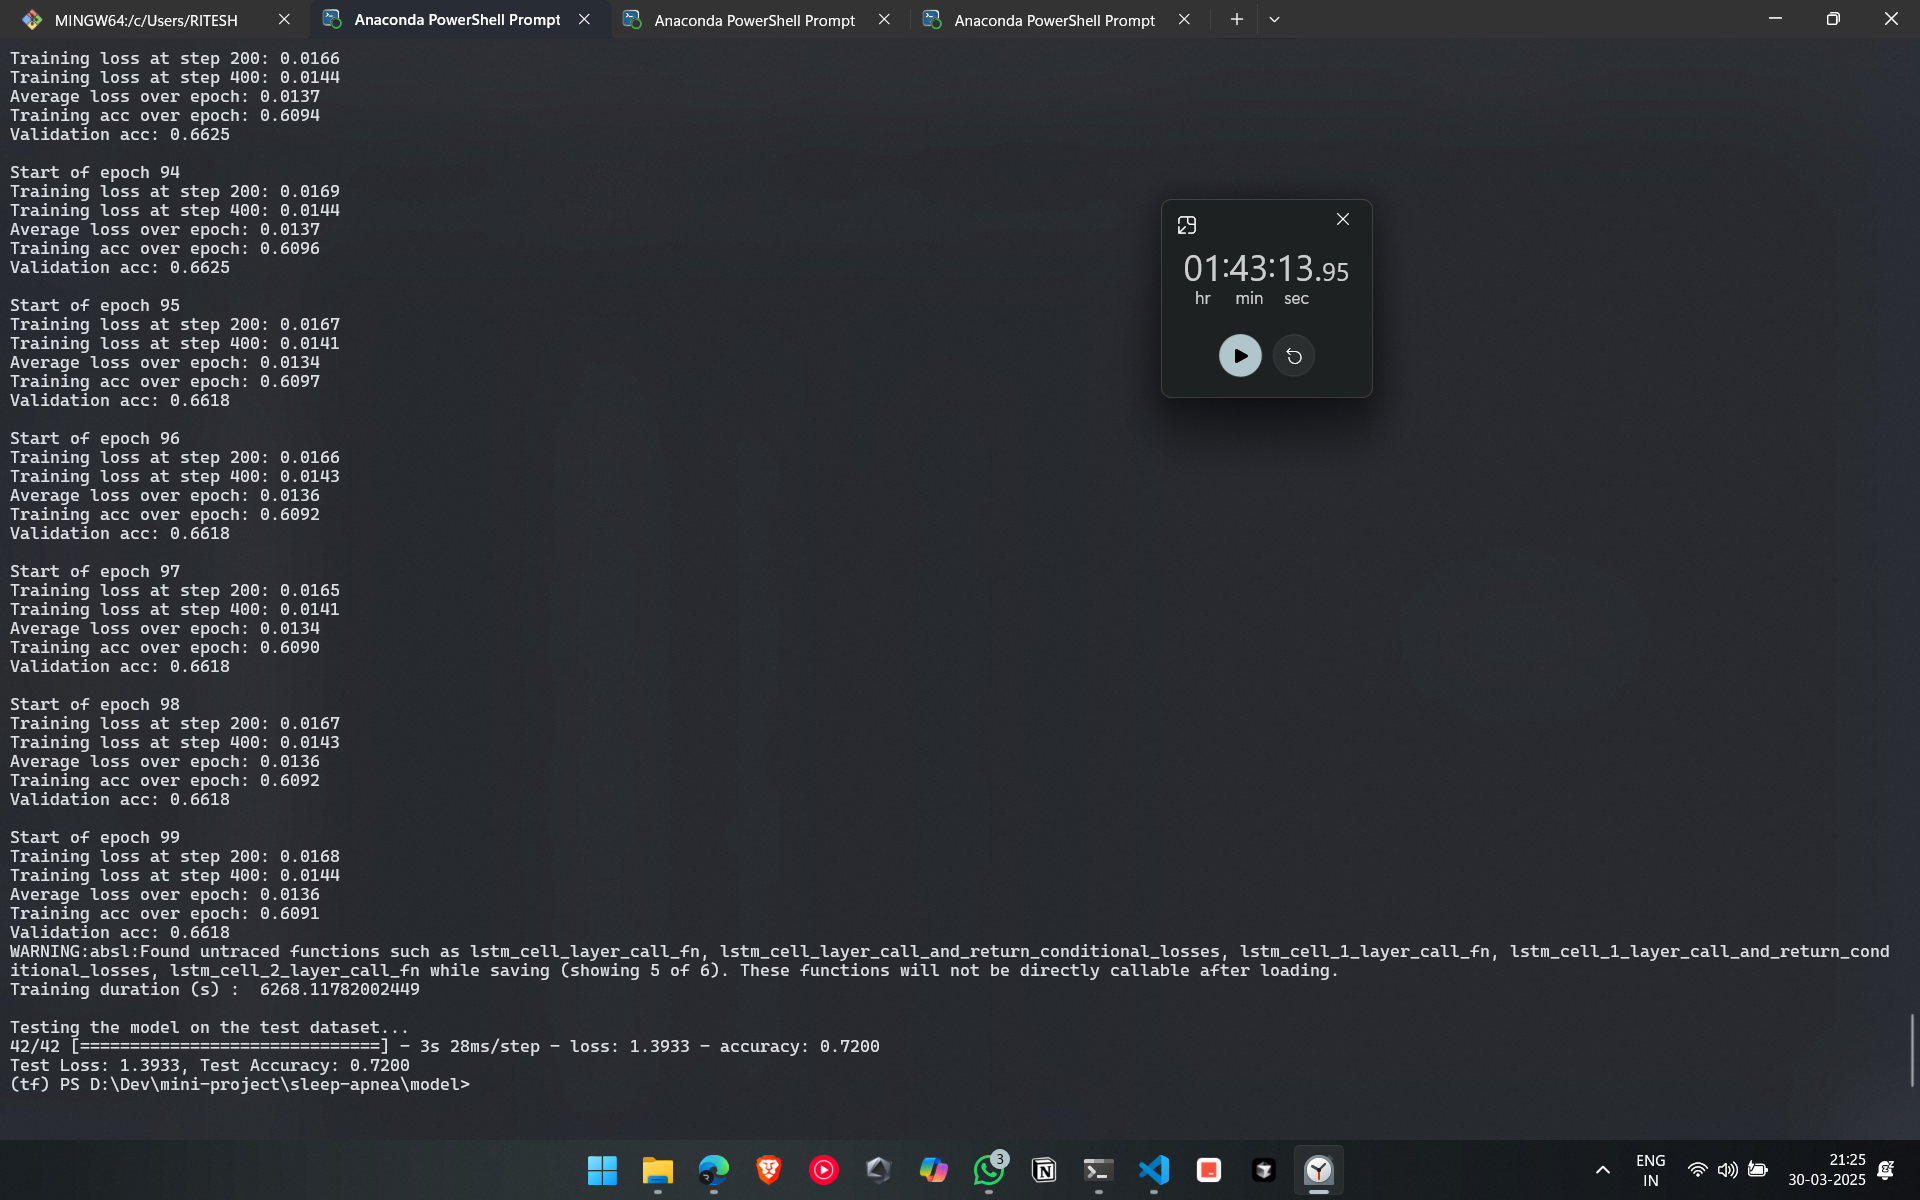 MINGW64:/c/Users/RITESH
Anaconda PowerShell Prompt
Anaconda PowerShell Prompt
Anaconda PowerShell Prompt
Training loss at step 200: 0.0166
Training loss at step 400: 0.0144
Average loss over epoch: 0.0137
Training acc over epoch: 0.6094
Validation acc: 0.6625
Start of epoch 94
Training loss at step 200: 0.0169
Training loss at step 400: 0.0144
Average loss over epoch: 0.0137
Training acc over epoch: 0.6096
Validation acc: 0.6625
Start of epoch 95
Training loss at step 200: 0.0167
Training loss at step 400: 0.0141
Average loss over epoch: 0.0134
Training acc over epoch: 0.6097
Validation acc: 0.6618
Start of epoch 96
Training loss at step 200: 0.0166
Training loss at step 400: 0.0143
Average loss over epoch: 0.0136
Training acc over epoch: 0.6092
Validation acc: 0.6618
Start of epoch 97
Training loss at step 200: 0.0165
Training loss at step 400: 0.0141
Average loss over epoch: 0.0134
Training acc over epoch: 0.6090
Validation acc: 0.6618
Start of epoch 98
Training loss at step 200: 0.0167
Training loss at step 400: 0.0143
Average loss over epoch: 0.0136
Training acc over epoch: 0.6092
Validation acc: 0.6618
Start of epoch 99
Training loss at step 200: 0.0168
Training loss at step 400: 0.0144
Average loss over epoch: 0.0136
Training acc over epoch: 0.6091
Validation acc: 0.6618
WARNING:absl:Found untraced functions such as lstm_cell_layer_call_fn, lstm_cell_layer_call_and_return_conditional_losses, lstm_cell_1_layer_call_fn, lstm_cell_1_layer_call_and_return_cond
itional_losses, lstm_cell_2_layer_call_fn while saving (showing 5 of 6). These functions will not be directly callable after loading.
Training duration (s) :  6268.11782002449
Testing the model on the test dataset...
42/42 [==============================] - 3s 28ms/step - loss: 1.3933 - accuracy: 0.7200
Test Loss: 1.3933, Test Accuracy: 0.7200
(tf) PS D:\Dev\mini-project\sleep-apnea\model>
01:43:13.95
hr min sec
3
ENG
IN
21:25
30-03-2025